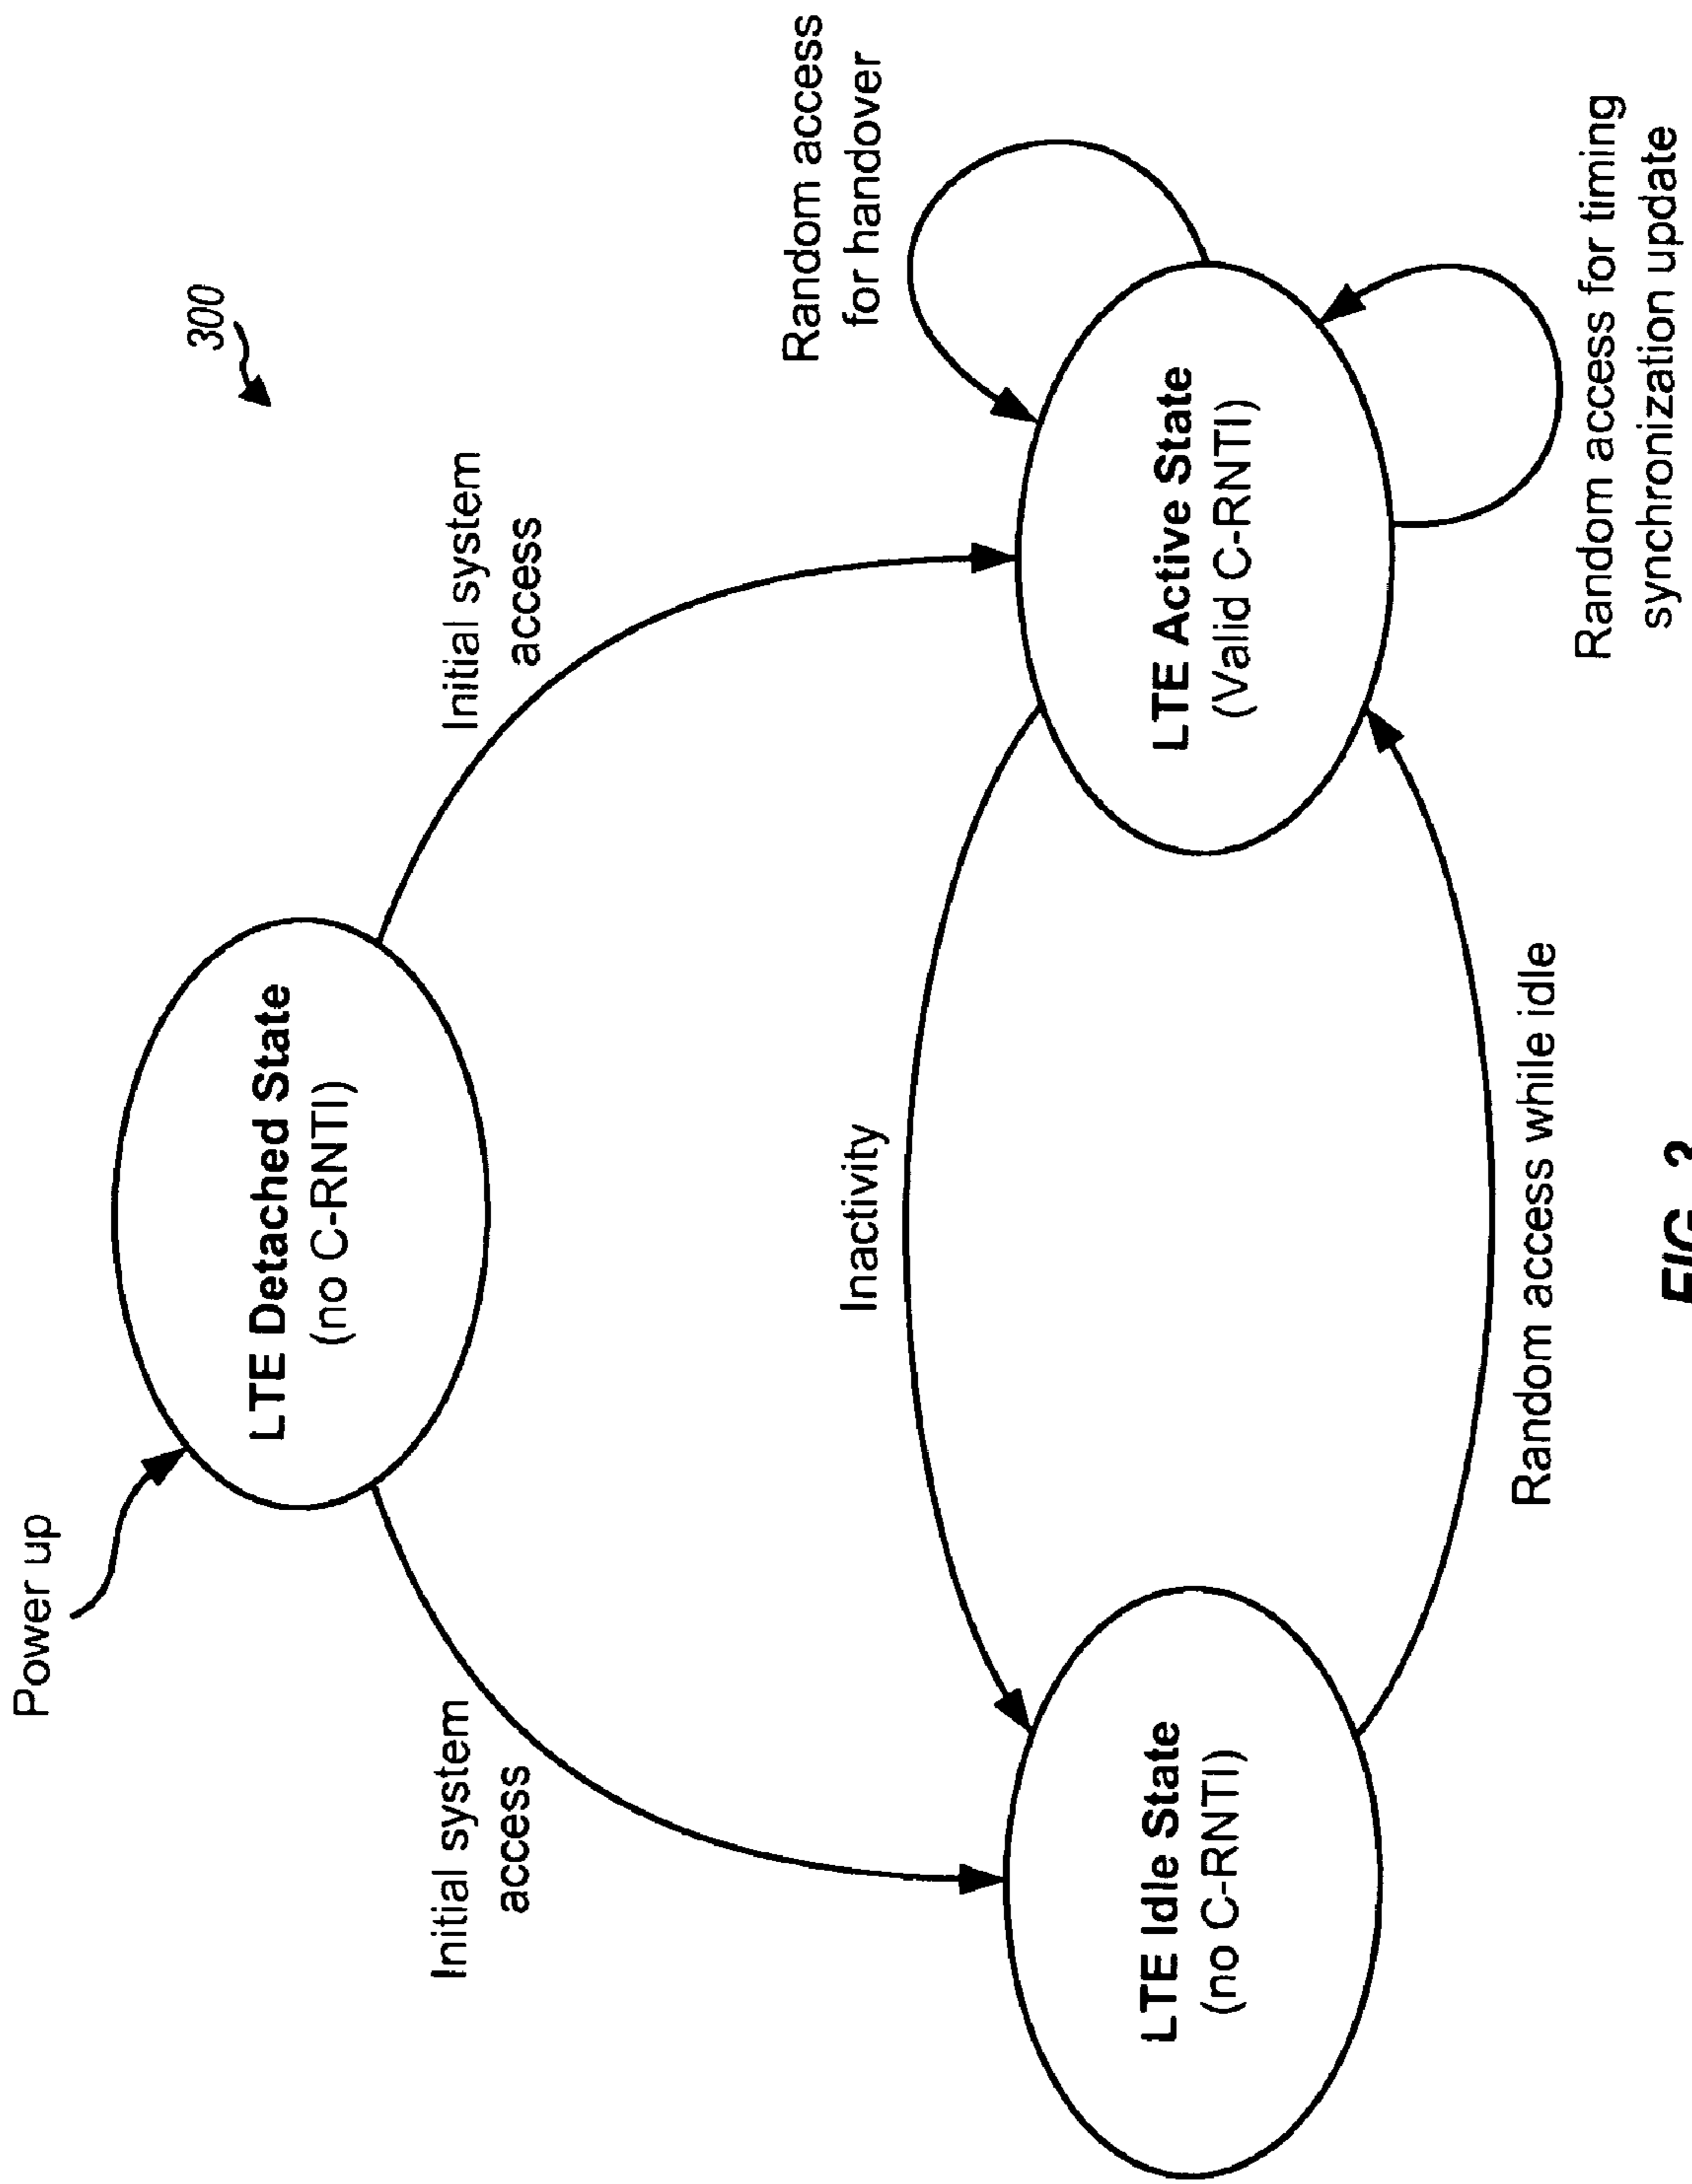 300
Power up
LTE Detached State
(no C-RNTI)
Initial system
access
Initial system
access
Inactivity
Random access
for handover
LTE Idle State
(no C-RNTI)
LTE Active State
(Valid C-RNTI)
Random access while idle
Random access for timing
synchronization update
FIG. 3